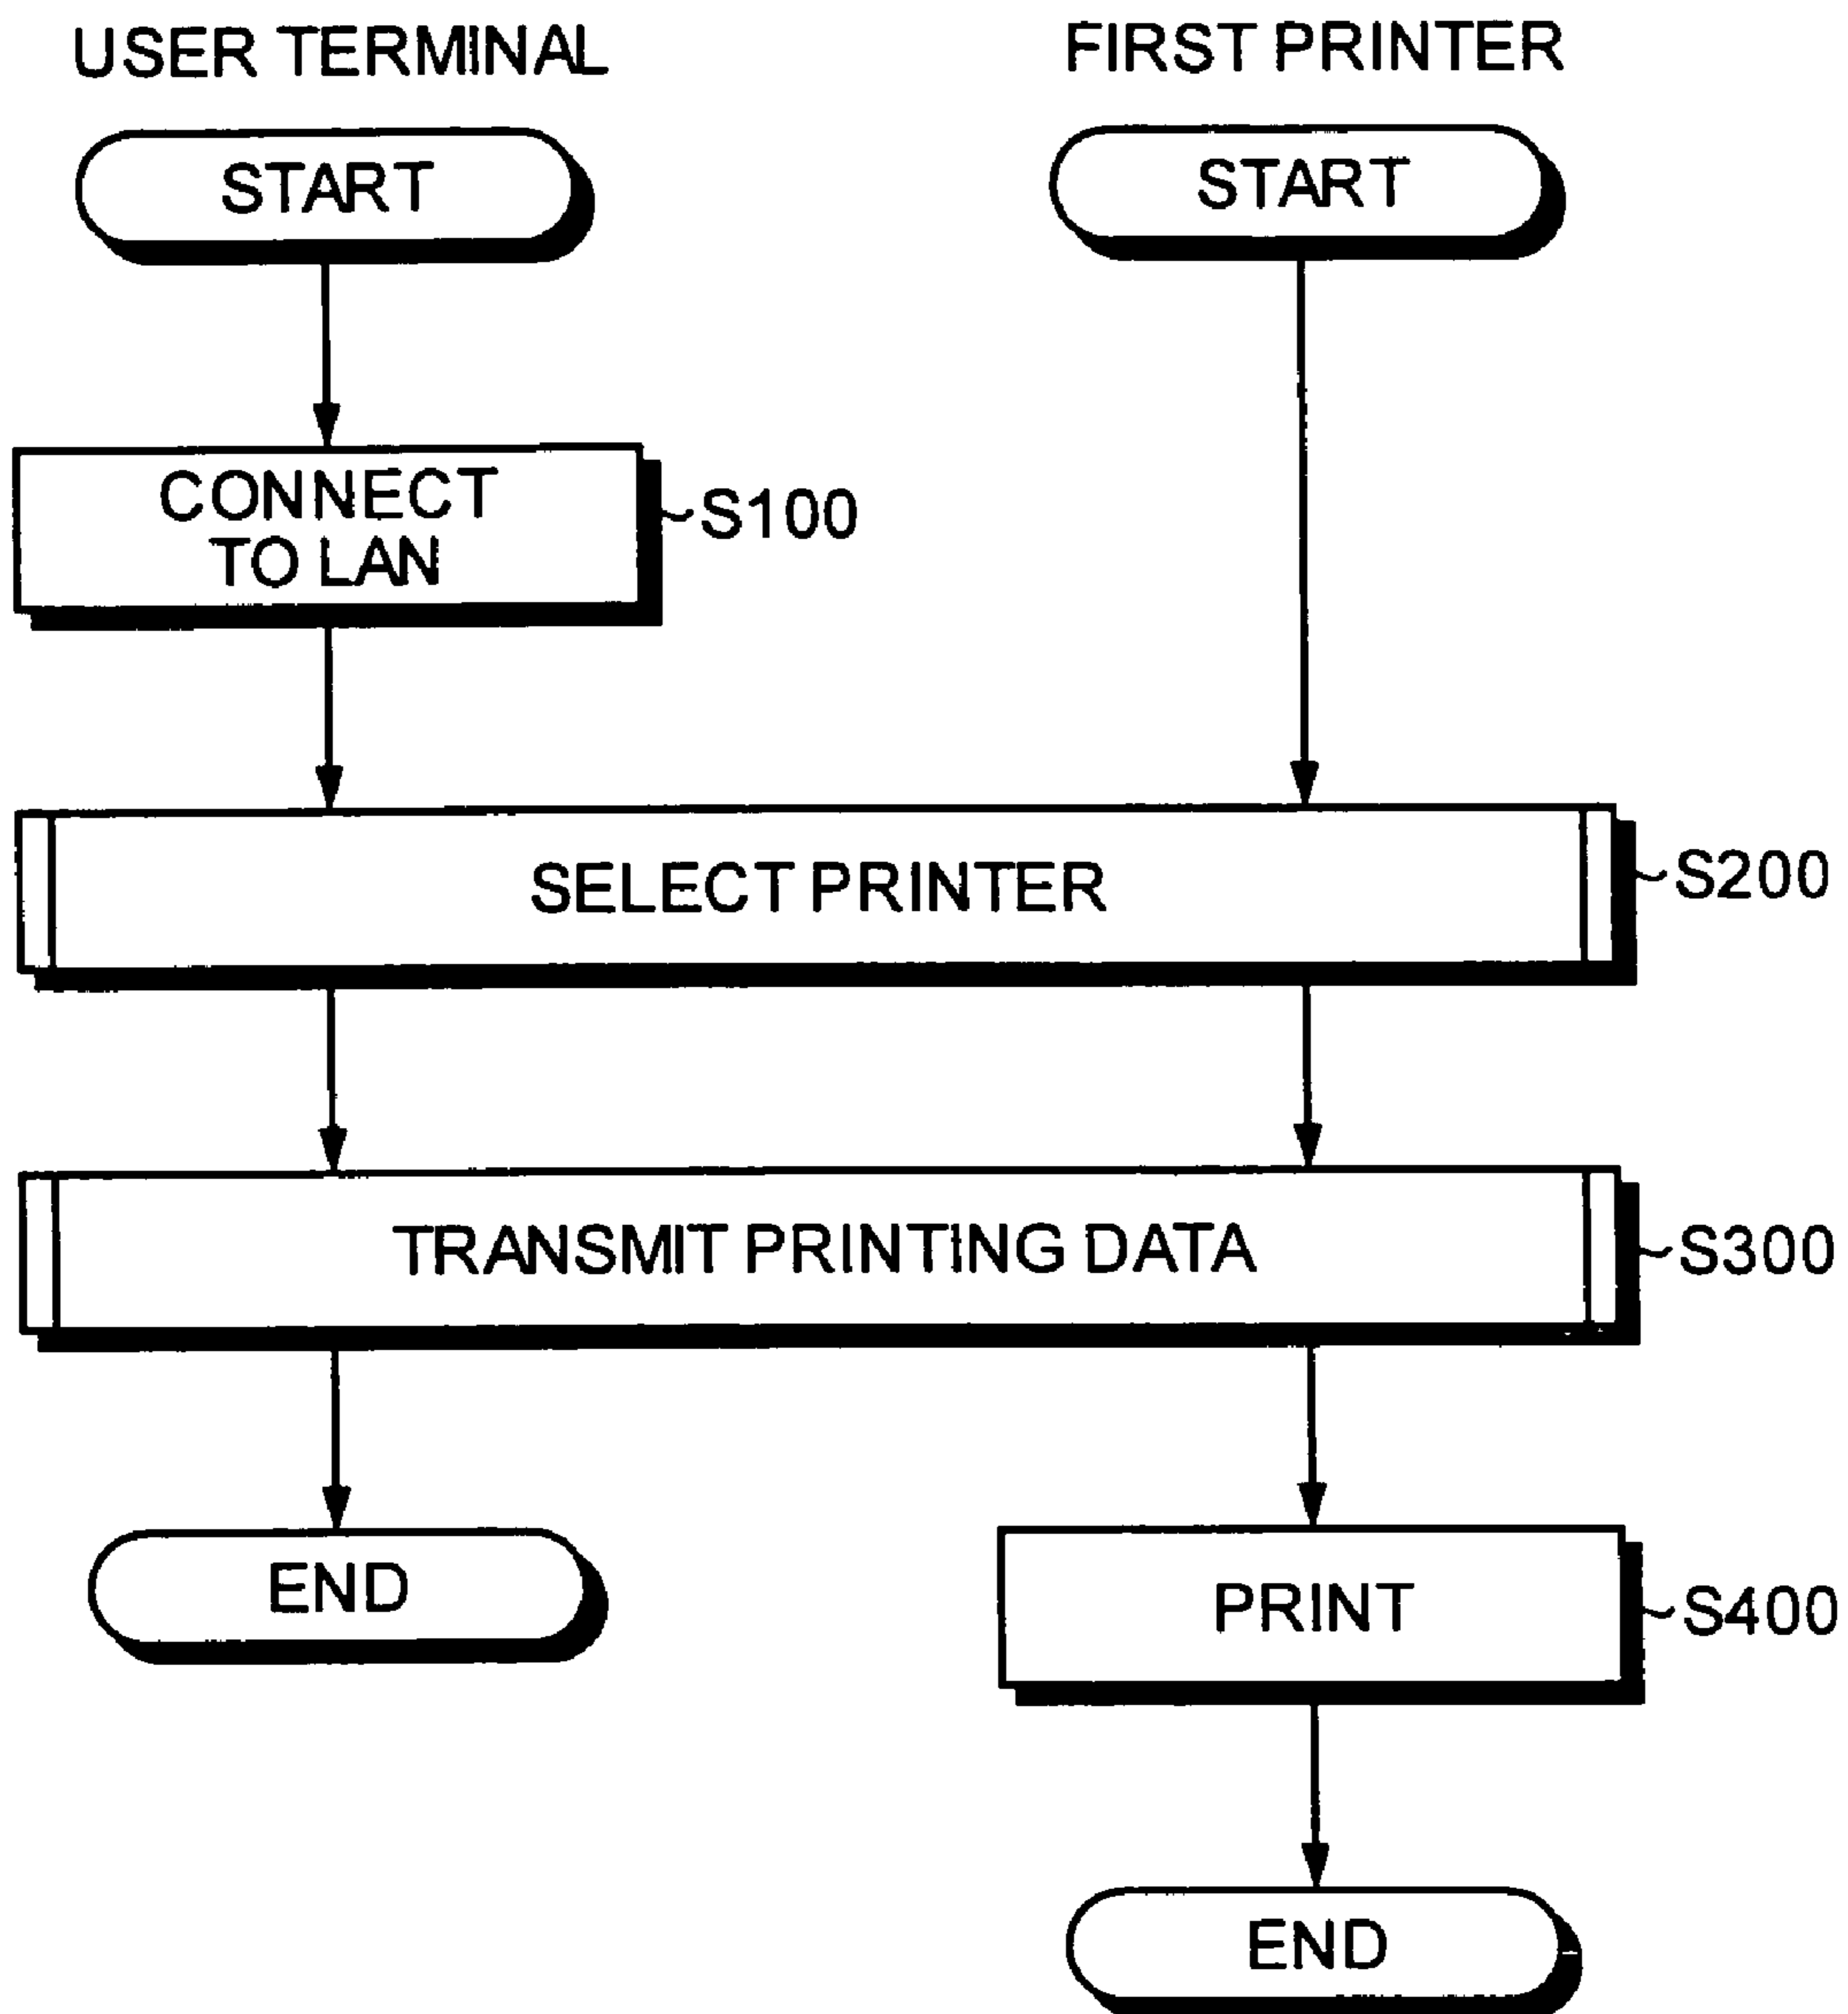 USER TERMINAL
FIRST PRINTER
START
START
CONNECT
TO LAN
S100
SELECT PRINTER
S200
TRANSMIT PRINTING DATA
S300
END
PRINT
S400
END